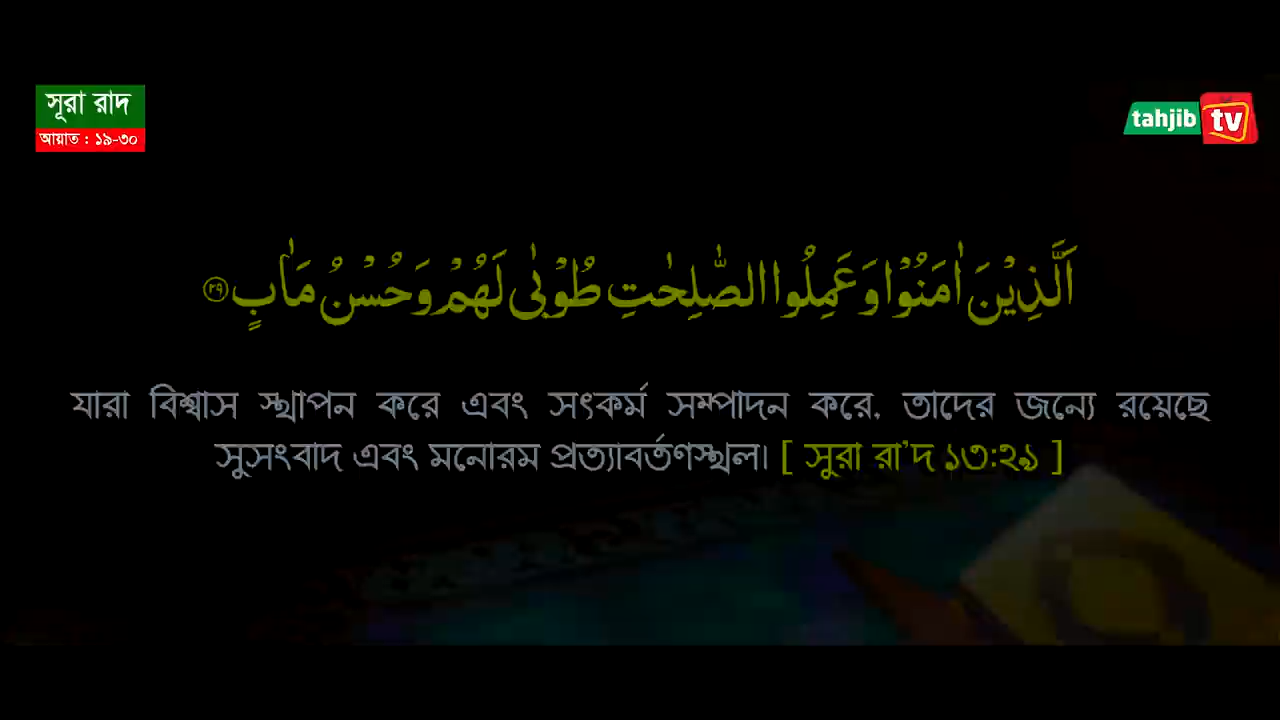 সূরা রাদ
আয়াত : ১৯-৩০
tahjib tv
اَلَّذِیْنَ اٰمَنُوْا وَعَمِلُوا الصّٰلِحٰتِ طُوْبٰی لَهُمْ وَحُسْنُ مَاٰبٍ ۝۲۹
যারা বিশ্বাস স্থাপন করে এবং সৎকর্ম সম্পাদন করে, তাদের জন্যে রয়েছে
সুসংবাদ এবং মনোরম প্রত্যাবর্তণস্থল। [ সুরা রা’দ ১৩:২৯ ]